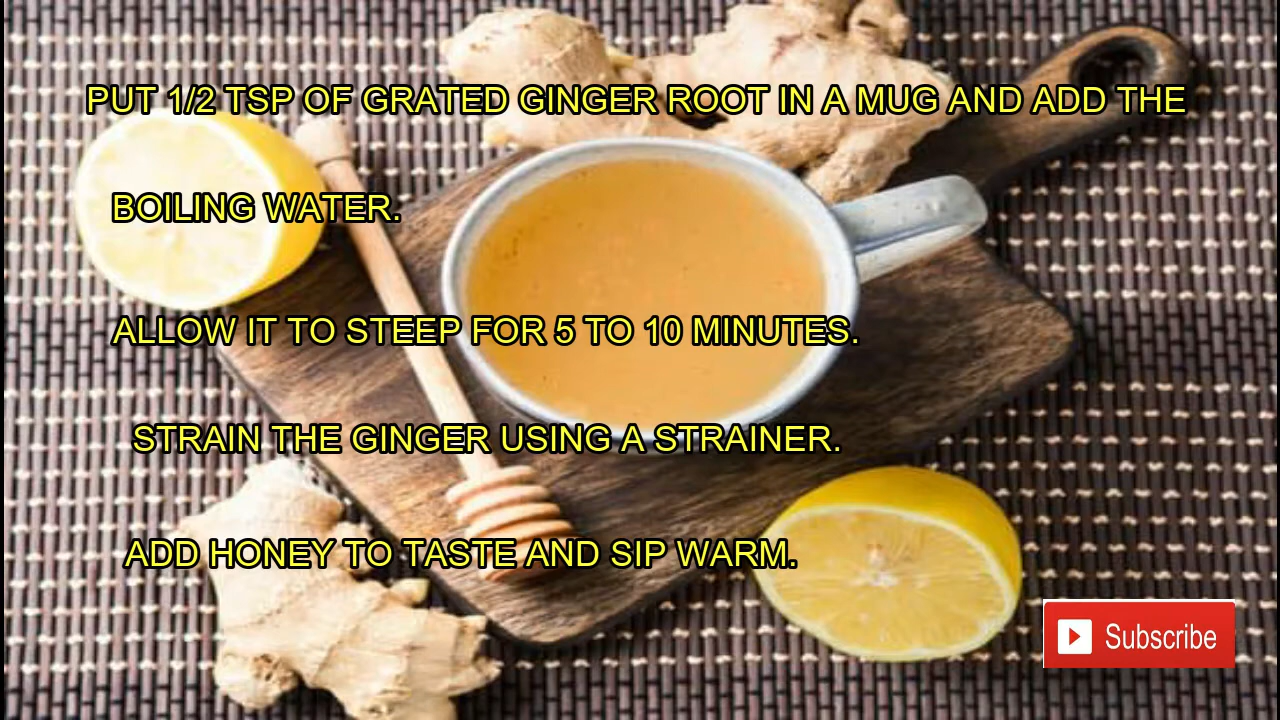 PUT 1/2 TSP OF GRATED GINGER ROOT IN A MUG AND ADD THE
BOILING WATER.
ALLOW IT TO STEEP FOR 5 TO 10 MINUTES.
STRAIN THE GINGER USING A STRAINER.
ADD HONEY TO TASTE AND SIP WARM.
Subscribe